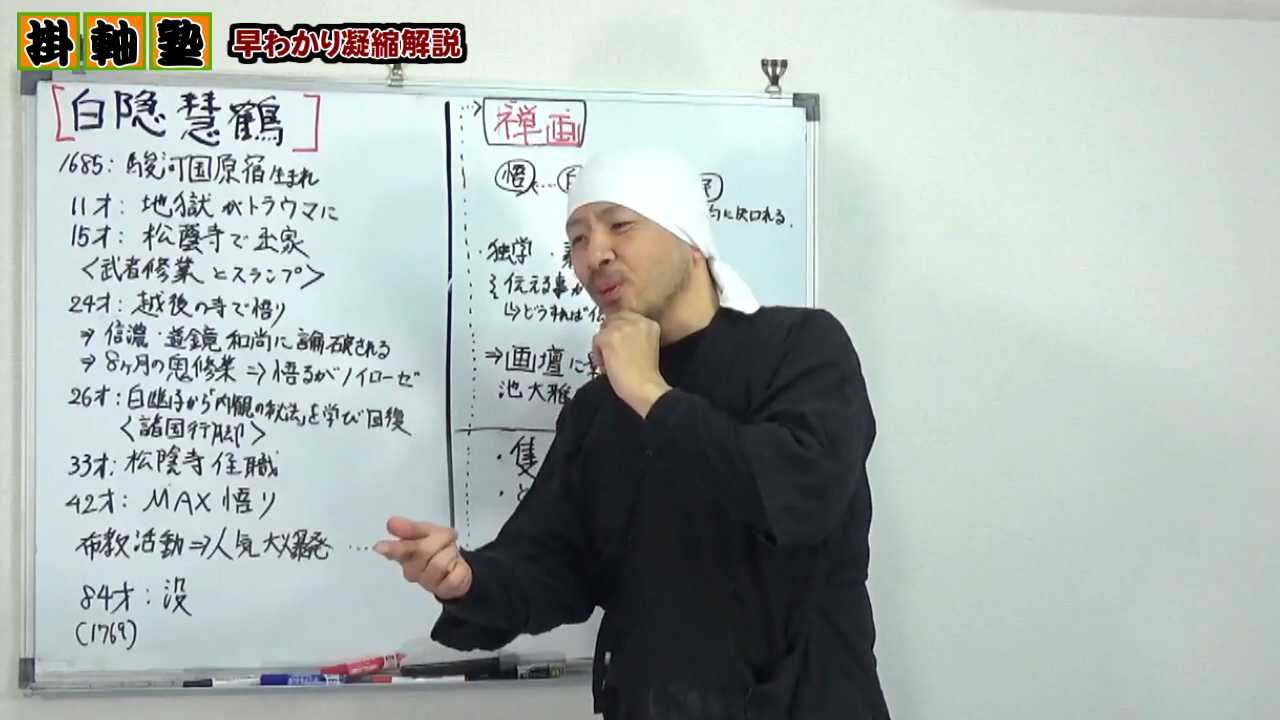 掛軸塾
早わかり凝縮解説
[白隠慧鶴]
1685:駿河国原宿生まれ
11才:地獄がトラウマに
15才:松蔭寺で出家
<武者修業とスランプ>
24才:越後の寺で悟り
⇒信濃・道鏡和尚に論破される
⇒8ヶ月の鬼修業⇒悟るがノイローゼ
26才:白幽子から「内観の秘法」を学び回復
<諸国行脚>
33才:松陰寺住職
42才:MAX悟り
布教活動⇒人気大爆発……
84才:没
(1769)
禅画
悟
・独学・
伝える事が
↳どうすれば
⇒画壇に
池大雅
・隻